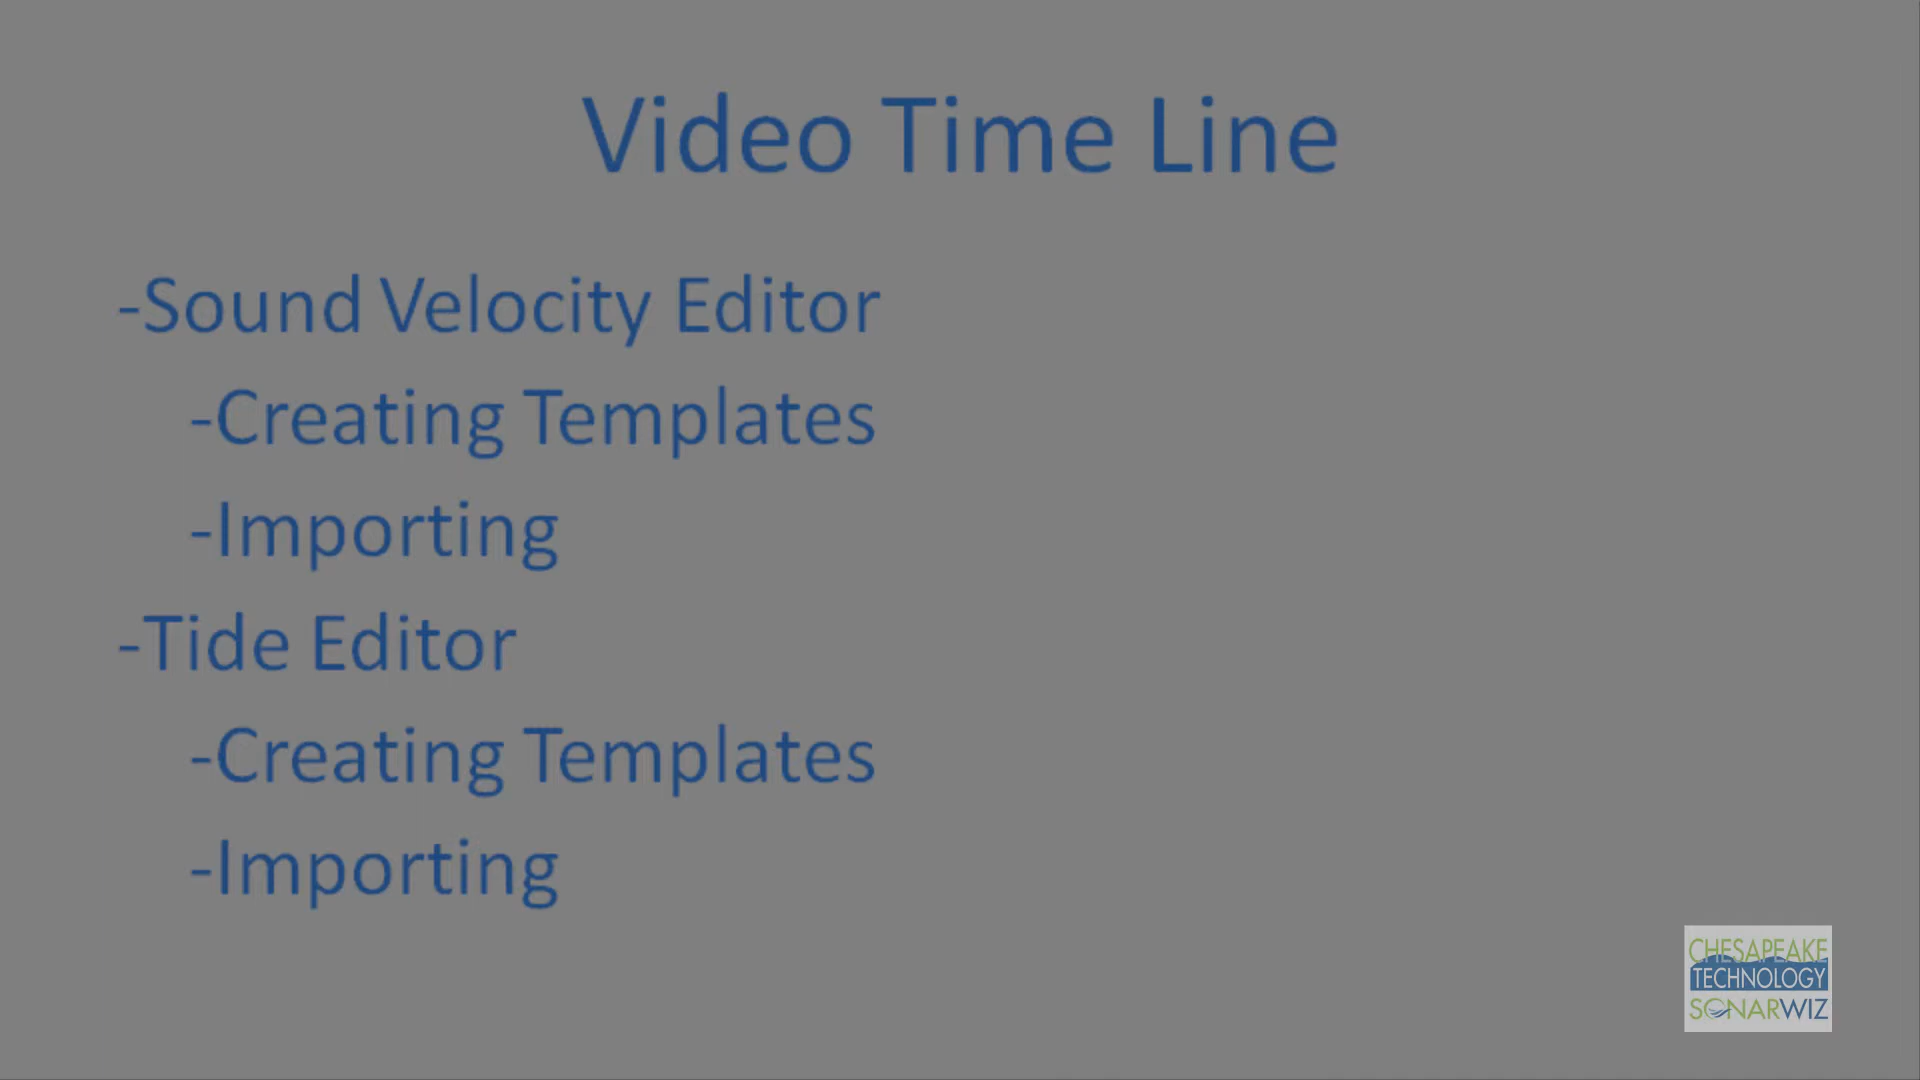 Video Time Line
-Sound Velocity Editor
-Creating Templates
-Importing
-Tide Editor
-Creating Templates
-Importing
CHESAPEAKE
TECHNOLOGY
SONARWIZ